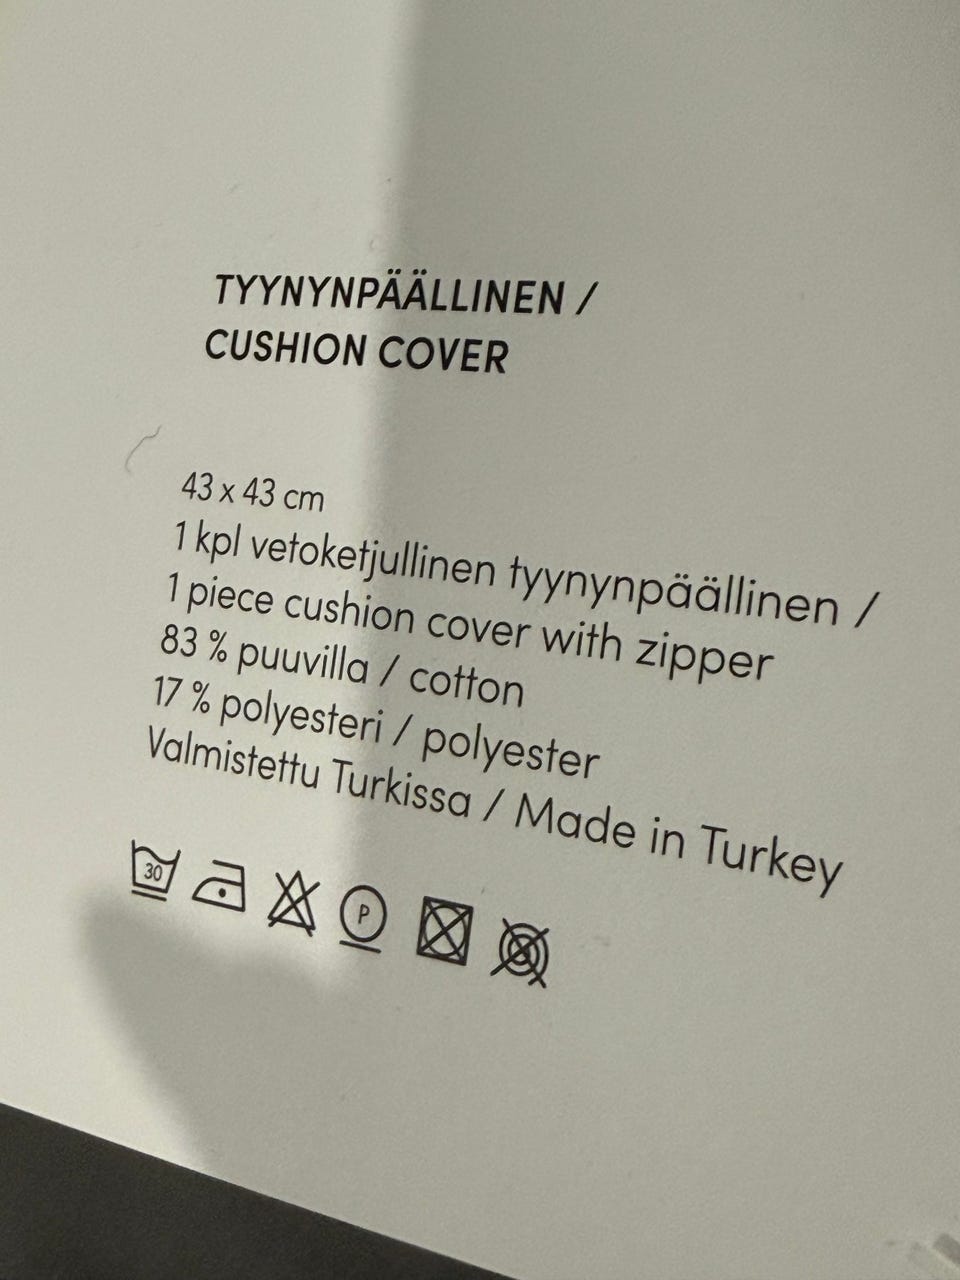 TYYNYNPÄÄLLINEN /
CUSHION COVER
43 x 43 cm
1 kpl vetoketjullinen tyynynpäällinen /
1 piece cushion cover with zipper
83 % puuvilla / cotton
17 % polyesteri / polyester
Valmistettu Turkissa / Made in Turkey
30 P